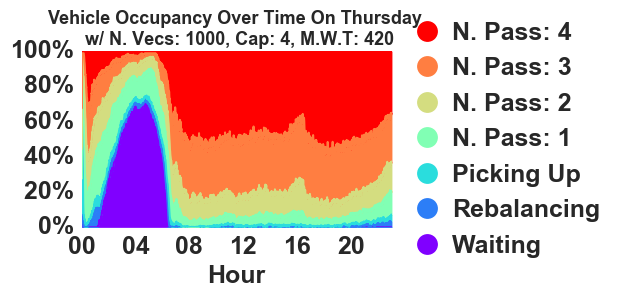 Vehicle Occupancy Over Time On Thursday
w/ N. Vecs: 1000, Cap: 4, M.W.T: 420
100%
80%
60%
40%
20%
0%
00 04 08 12 16 20
Hour
N. Pass: 4
N. Pass: 3
N. Pass: 2
N. Pass: 1
Picking Up
Rebalancing
Waiting